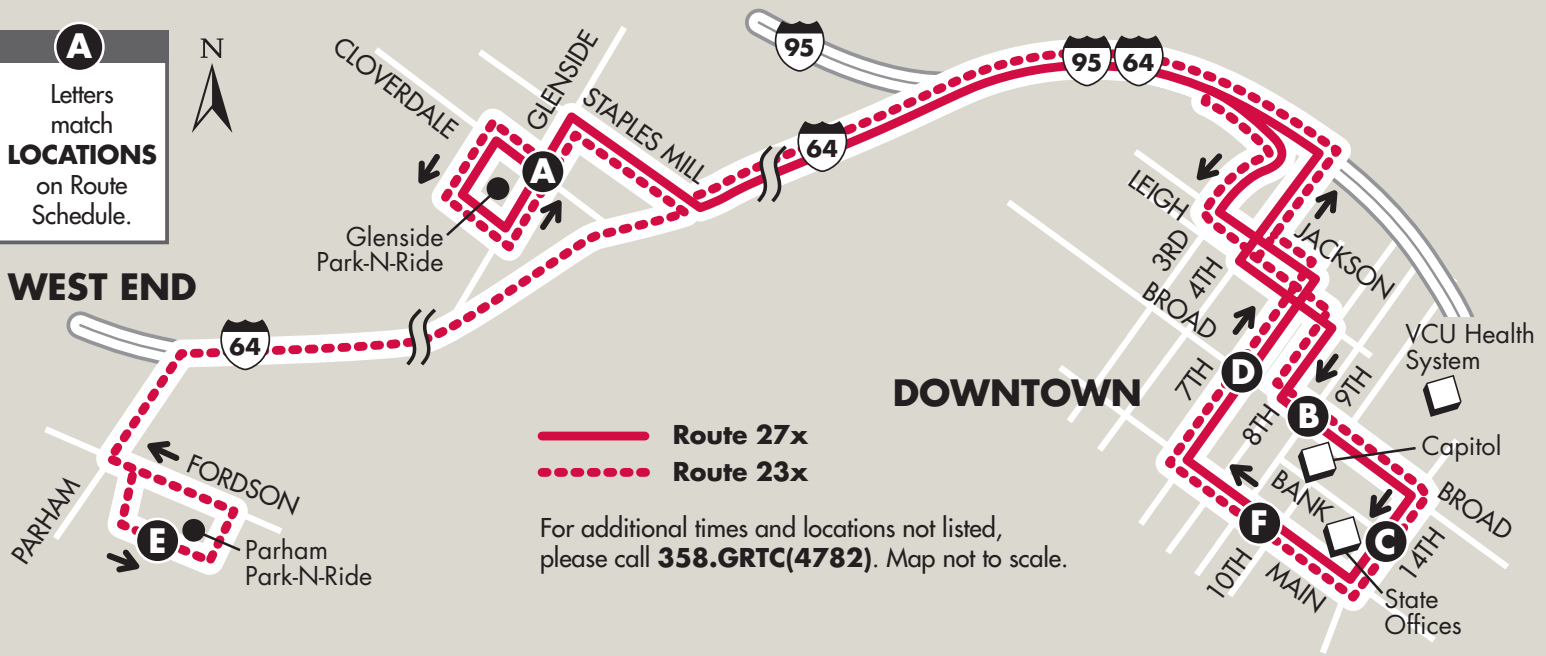 A
Letters
match
LOCATIONS
on Route
Schedule.
N
CLOVERDALE
GLENSIDE
STAPLES MILL
A
Glenside
Park-N-Ride
95
95
64
64
WEST END
64
PARHAM
FORDSON
E
Parham
Park-N-Ride
LEIGH
3RD
4TH
BROAD
JACKSON
7TH
D
8TH
B
9TH
VCU Health
System
Capitol
DOWNTOWN
BANK
BROAD
F
C
14TH
10TH
MAIN
State
Offices
Route 27x
Route 23x
For additional times and locations not listed,
please call 358.GRTC(4782). Map not to scale.